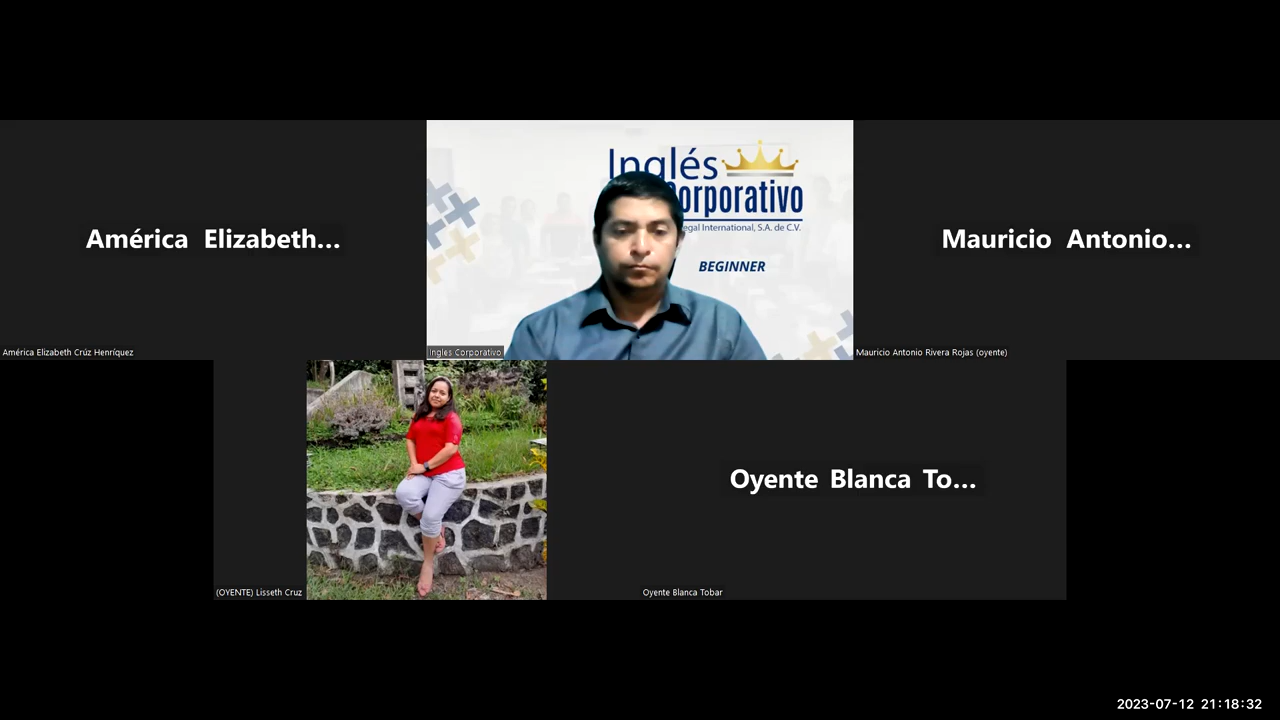 América Elizabeth...
Inglés
orporativo
egal International, S.A. de C.V.
BEGINNER
Mauricio Antonio...
América Elizabeth Crúz Henríquez
Inglés Corporativo
Mauricio Antonio Rivera Rojas (oyente)
Oyente Blanca To...
(OYENTE) Lisseth Cruz
Oyente Blanca Tobar
2023-07-12 21:18:32